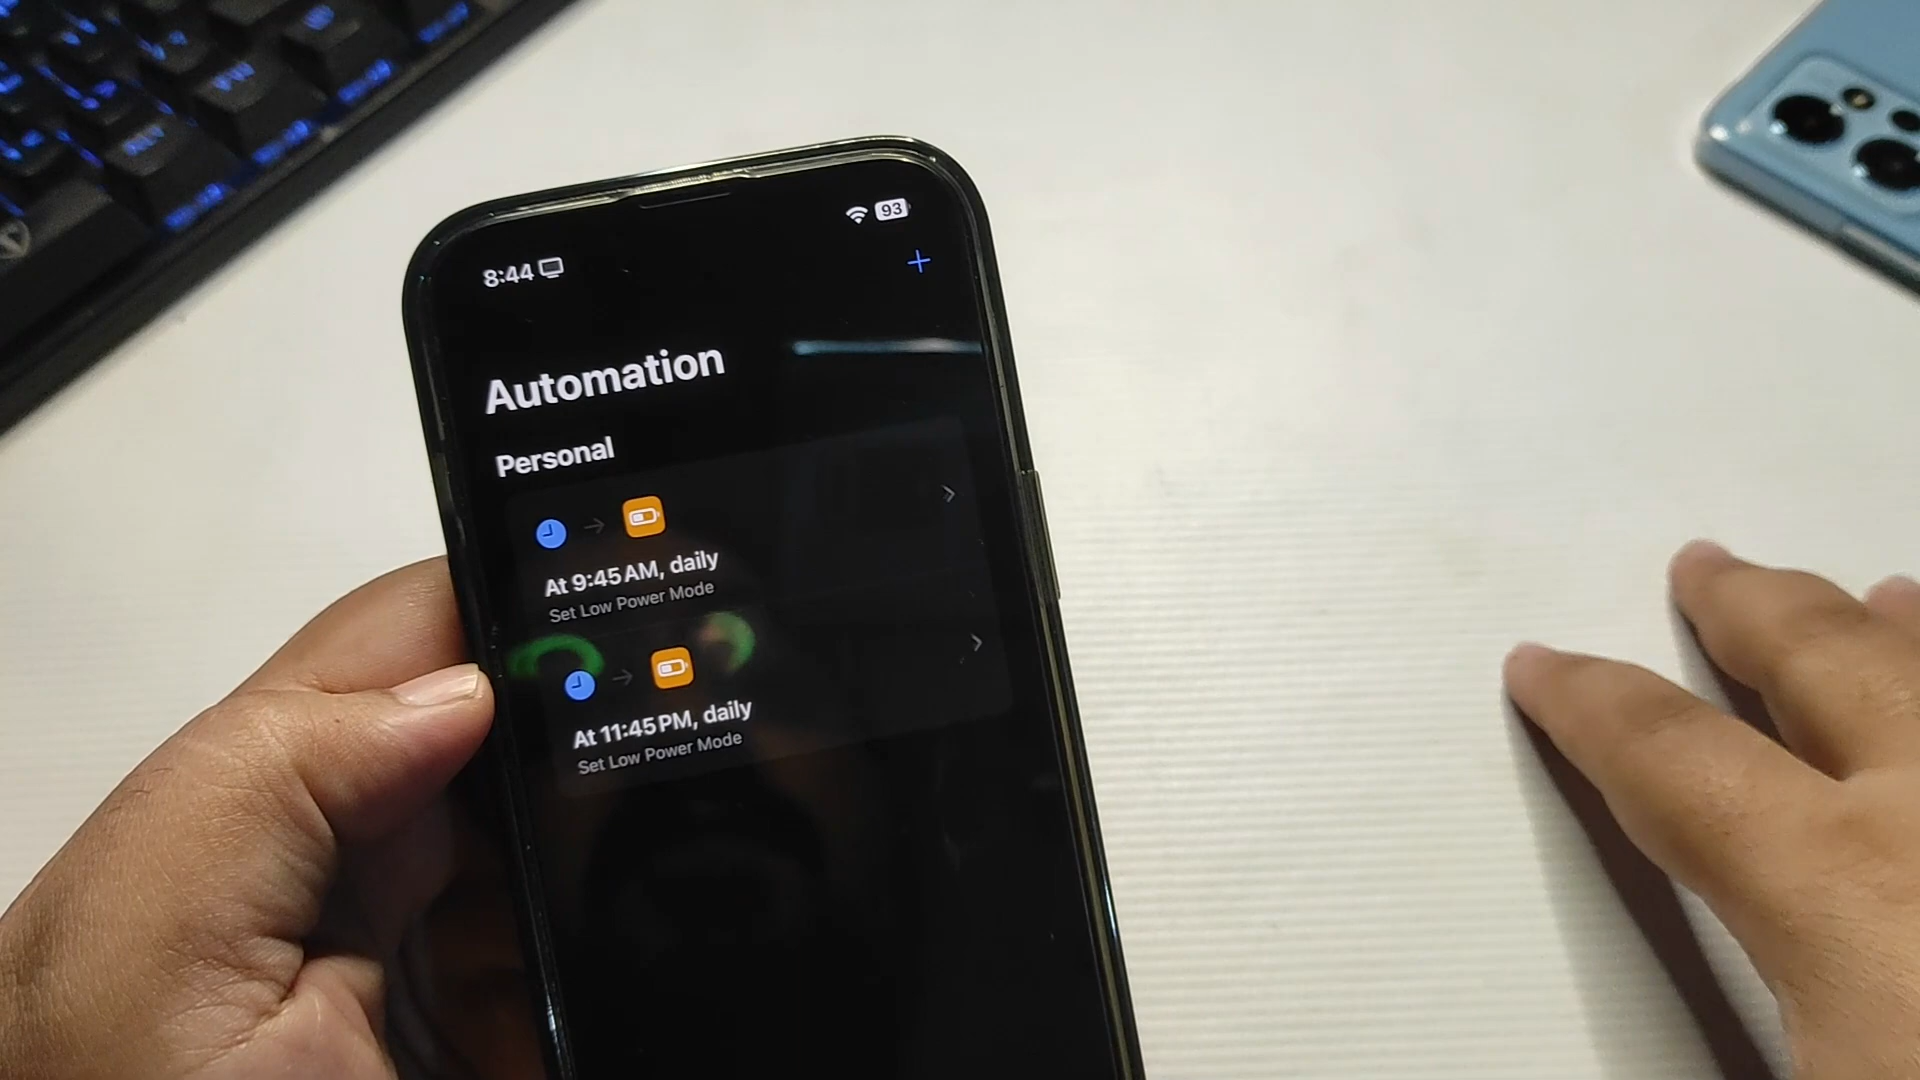 93
8:44
Automation
Personal
At 9:45 AM, daily
Set Low Power Mode
At 11:45 PM, daily
Set Low Power Mode